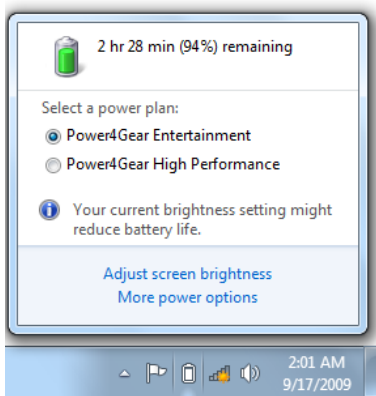 2 hr 28 min (94%) remaining
Select a power plan:
Power4Gear Entertainment
Power4Gear High Performance
Your current brightness setting might
reduce battery life.
Adjust screen brightness
More power options
2:01 AM
9/17/2009